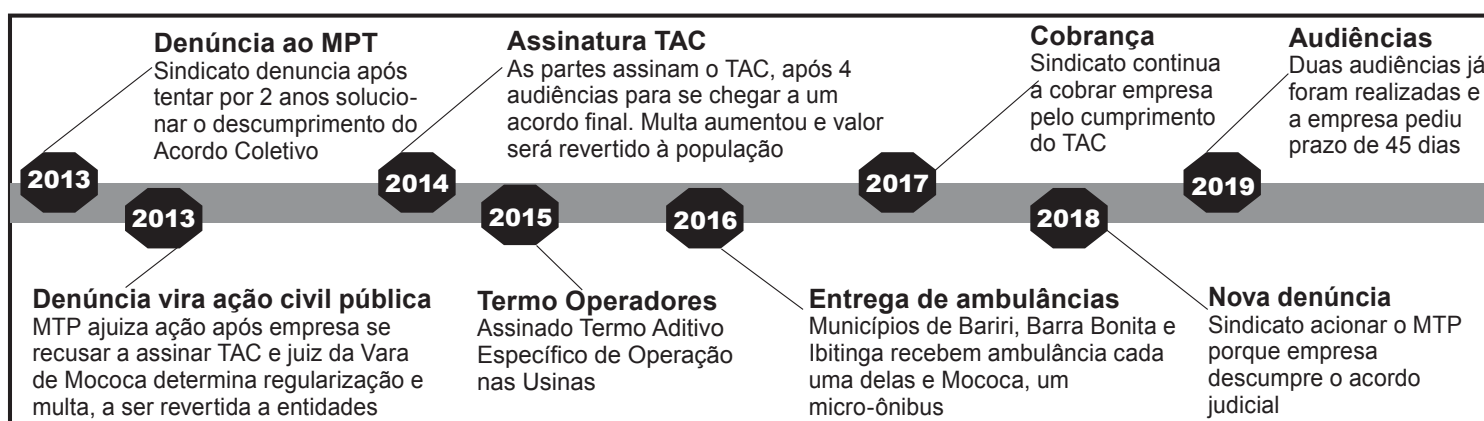 Denúncia ao MPT
Sindicato denuncia após
tentar por 2 anos solucio-
nar o descumprimento do
Acordo Coletivo
2013
2013
Denúncia vira ação civil pública
MTP ajuiza ação após empresa se
recusar a assinar TAC e juiz da Vara
de Mococa determina regularização e
multa, a ser revertida a entidades
Assinatura TAC
As partes assinam o TAC, após 4
audiências para se chegar a um
acordo final. Multa aumentou e valor
será revertido à população
2014
2015
Termo Operadores
Assinado Termo Aditivo
Específico de Operação
nas Usinas
2016
Entrega de ambulâncias
Municípios de Bariri, Barra Bonita e
Ibitinga recebem ambulância cada
uma delas e Mococa, um
micro-ônibus
Cobrança
Sindicato continua
á cobrar empresa
pelo cumprimento
do TAC
2017
2018
Nova denúncia
Sindicato acionar o MTP
porque empresa
descumpre o acordo
judicial
Audiências
Duas audiências já
foram realizadas e
a empresa pediu
prazo de 45 dias
2019